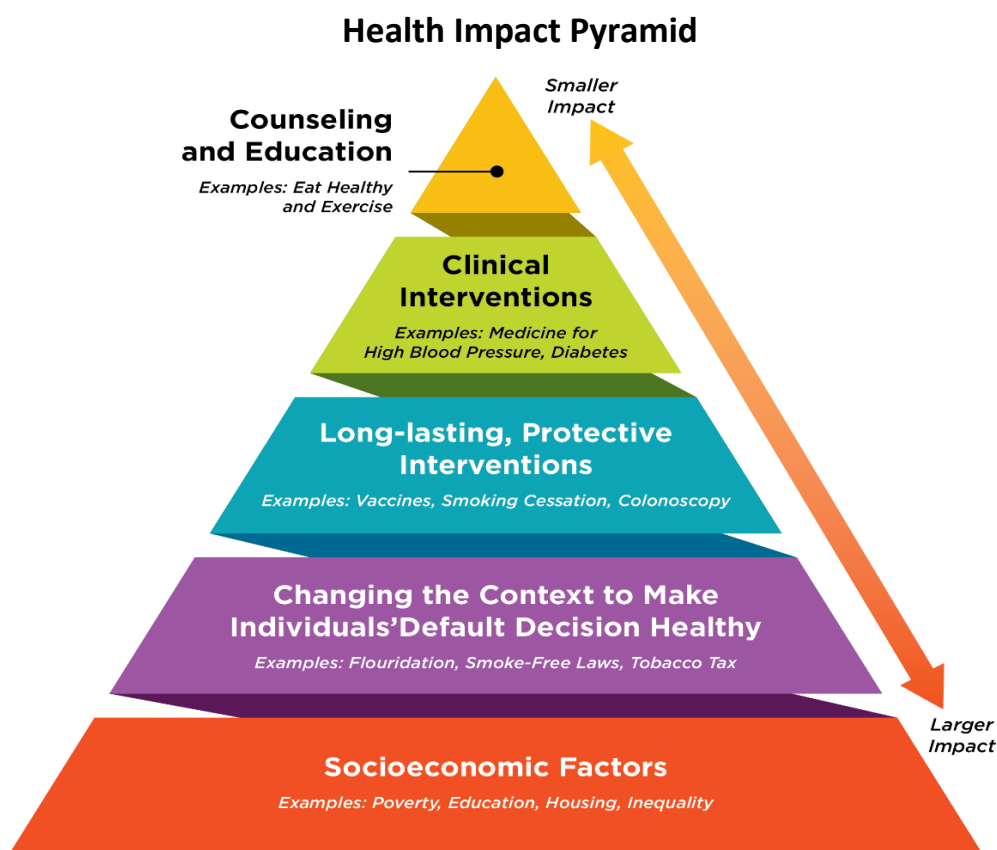 Health Impact Pyramid
Smaller
Impact
Counseling
and Education
Examples: Eat Healthy
and Exercise
Clinical
Interventions
Examples: Medicine for
High Blood Pressure, Diabetes
Long-lasting, Protective
Interventions
Examples: Vaccines, Smoking Cessation, Colonoscopy
Changing the Context to Make
Individuals’Default Decision Healthy
Examples: Flouridation, Smoke-Free Laws, Tobacco Tax
Larger
Impact
Socioeconomic Factors
Examples: Poverty, Education, Housing, Inequality